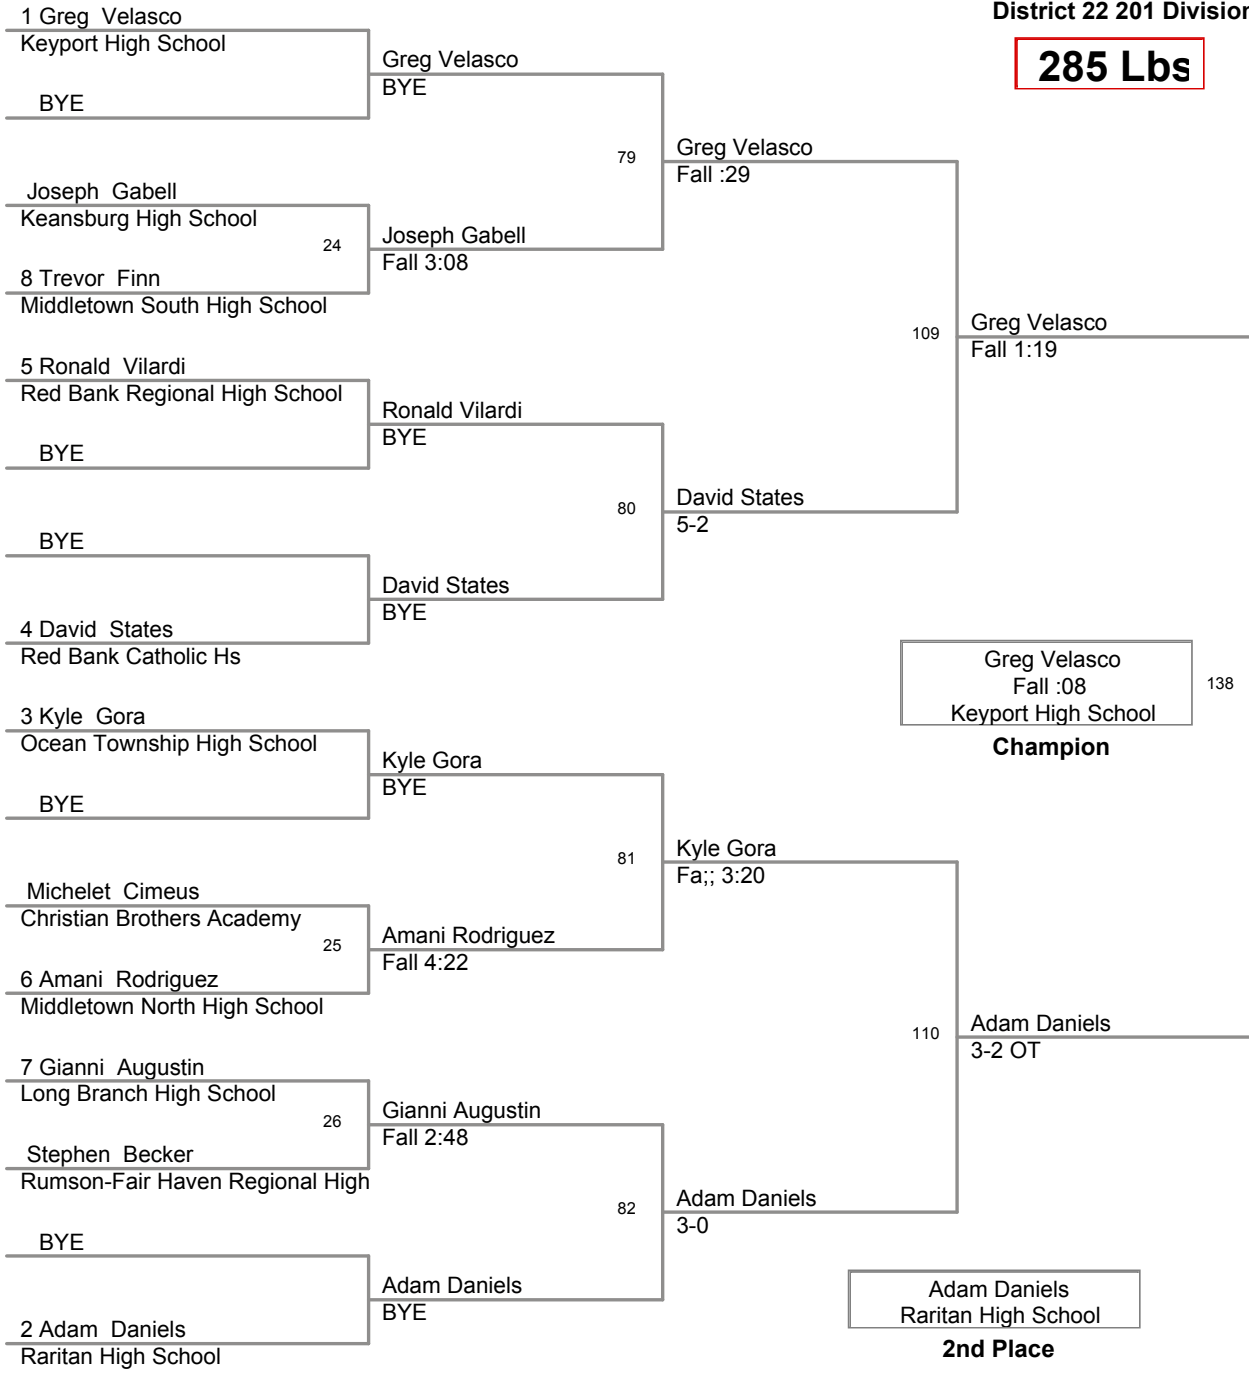 District 22 201 Division
285 Lbs
1 Greg Velasco
Keyport High School
BYE
Joseph Gabell
Keansburg High School
24
8 Trevor Finn
Middletown South High School
5 Ronald Vilardi
Red Bank Regional High School
BYE
BYE
4 David States
Red Bank Catholic Hs
3 Kyle Gora
Ocean Township High School
BYE
Michelet Cimeus
Christian Brothers Academy
25
6 Amani Rodriguez
Middletown North High School
7 Gianni Augustin
Long Branch High School
26
Stephen Becker
Rumson-Fair Haven Regional High
BYE
2 Adam Daniels
Raritan High School
Greg Velasco
BYE
79
Joseph Gabell
Fall 3:08
Ronald Vilardi
BYE
80
David States
BYE
Kyle Gora
BYE
81
Amani Rodriguez
Fall 4:22
Gianni Augustin
Fall 2:48
82
Adam Daniels
BYE
Greg Velasco
Fall :29
109
David States
5-2
Kyle Gora
Fa;; 3:20
110
Adam Daniels
3-0
Greg Velasco
Fall 1:19
Adam Daniels
3-2 OT
Greg Velasco
Fall :08
Keyport High School
138
Champion
Adam Daniels
Raritan High School
2nd Place